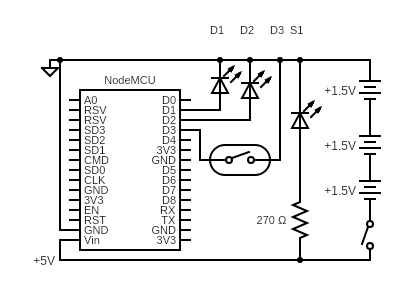 D1 D2 D3 S1
NodeMCU
+1.5V
A0 D0
RSV D1
RSV D2
SD3 D3
SD2 D4
SD1 3V3
+1.5V
CMD GND
SD0 D5
CLK D6
GND D7
+1.5V
3V3 D8
EN RX
RST TX
270 Ω
GND GND
Vin 3V3
+5V